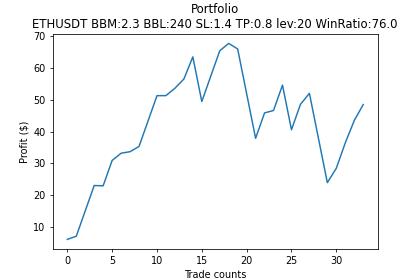 Portfolio
ETHUSDT BBM:2.3 BBL:240 SL:1.4 TP:0.8 lev:20 WinRatio:76.0
70
60
50
40
30
20
10
Profit ($)
0 5 10 15 20 25 30
Trade counts